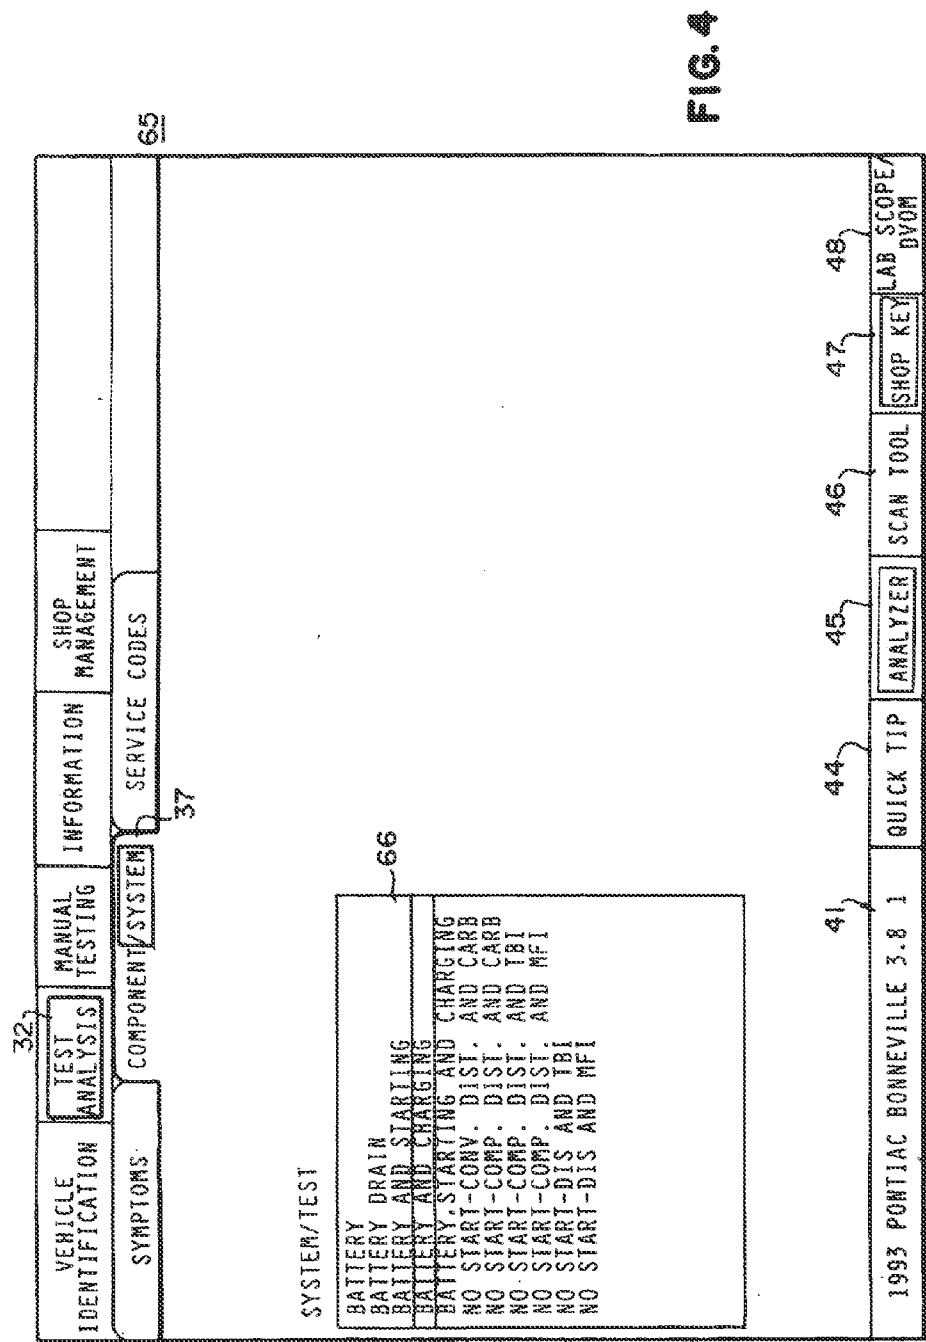 VEHICLE
IDENTIFICATION
32
TEST
ANALYSIS
MANUAL
TESTING
INFORMATION
SHOP
MANAGEMENT
SYMPTOMS
COMPONENT/SYSTEM
37
SERVICE CODES
65
SYSTEM/TEST
66
BATTERY
BATTERY DRAIN
BATTERY AND STARTING
BATTERY AND CHARGING
BATTERY,STARTING AND CHARGING
NO START-CONV. DIST. AND CARB
NO START-COMP. DIST. AND CARB
NO START-COMP. DIST. AND TBI
NO START-COMP. DIST. AND MFI
NO START-DIS AND TBI
NO START-DIS AND MFI
41
44
45
46
47
48
1993 PONTIAC BONNEVILLE 3.8 1
QUICK TIP
ANALYZER
SCAN TOOL
SHOP KEY
LAB SCOPE/
DVOM
FIG. 4